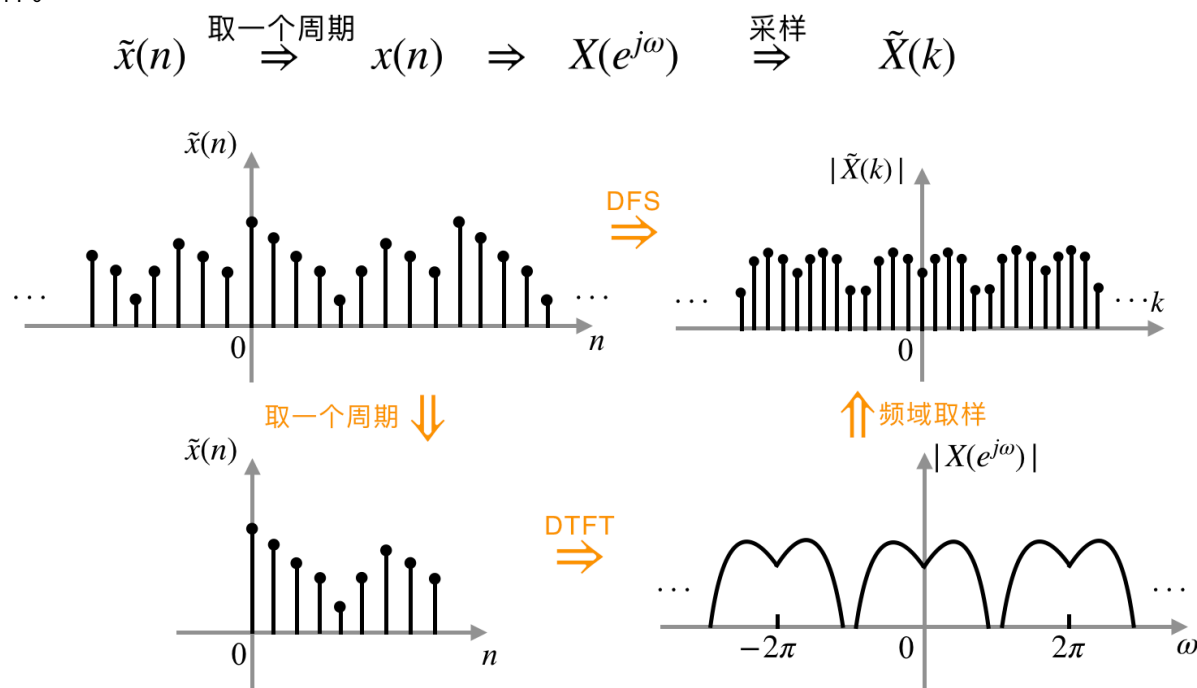 取一个周期 采样
x̃(n) ⇒ x(n) ⇒ X(e^{jω}) ⇒ X̃(k)
x̃(n) |X̃(k)|
DFS
⇒
··· ··· ··· ···k
0 n 0
取一个周期 ⇓ ⇑ 频域取样
x̃(n) |X(e^{jω})|
DTFT
⇒
··· ···
0 n −2π 0 2π ω